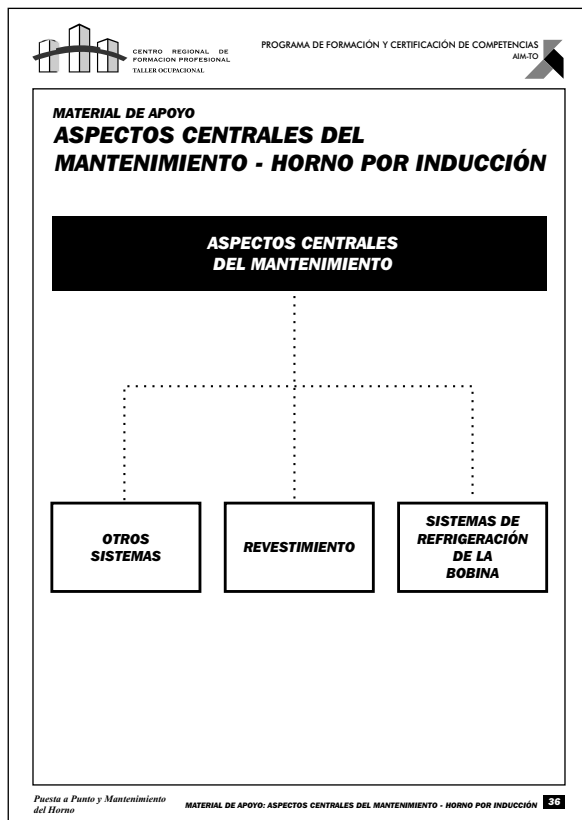 CENTRO REGIONAL DE
FORMACION PROFESIONAL
TALLER OCUPACIONAL
PROGRAMA DE FORMACIÓN Y CERTIFICACIÓN DE COMPETENCIAS
AIM-TO
MATERIAL DE APOYO
ASPECTOS CENTRALES DEL
MANTENIMIENTO - HORNO POR INDUCCIÓN
ASPECTOS CENTRALES
DEL MANTENIMIENTO
OTROS
SISTEMAS
REVESTIMIENTO
SISTEMAS DE
REFRIGERACIÓN
DE LA
BOBINA
Puesta a Punto y Mantenimiento
del Horno
MATERIAL DE APOYO: ASPECTOS CENTRALES DEL MANTENIMIENTO - HORNO POR INDUCCIÓN 36